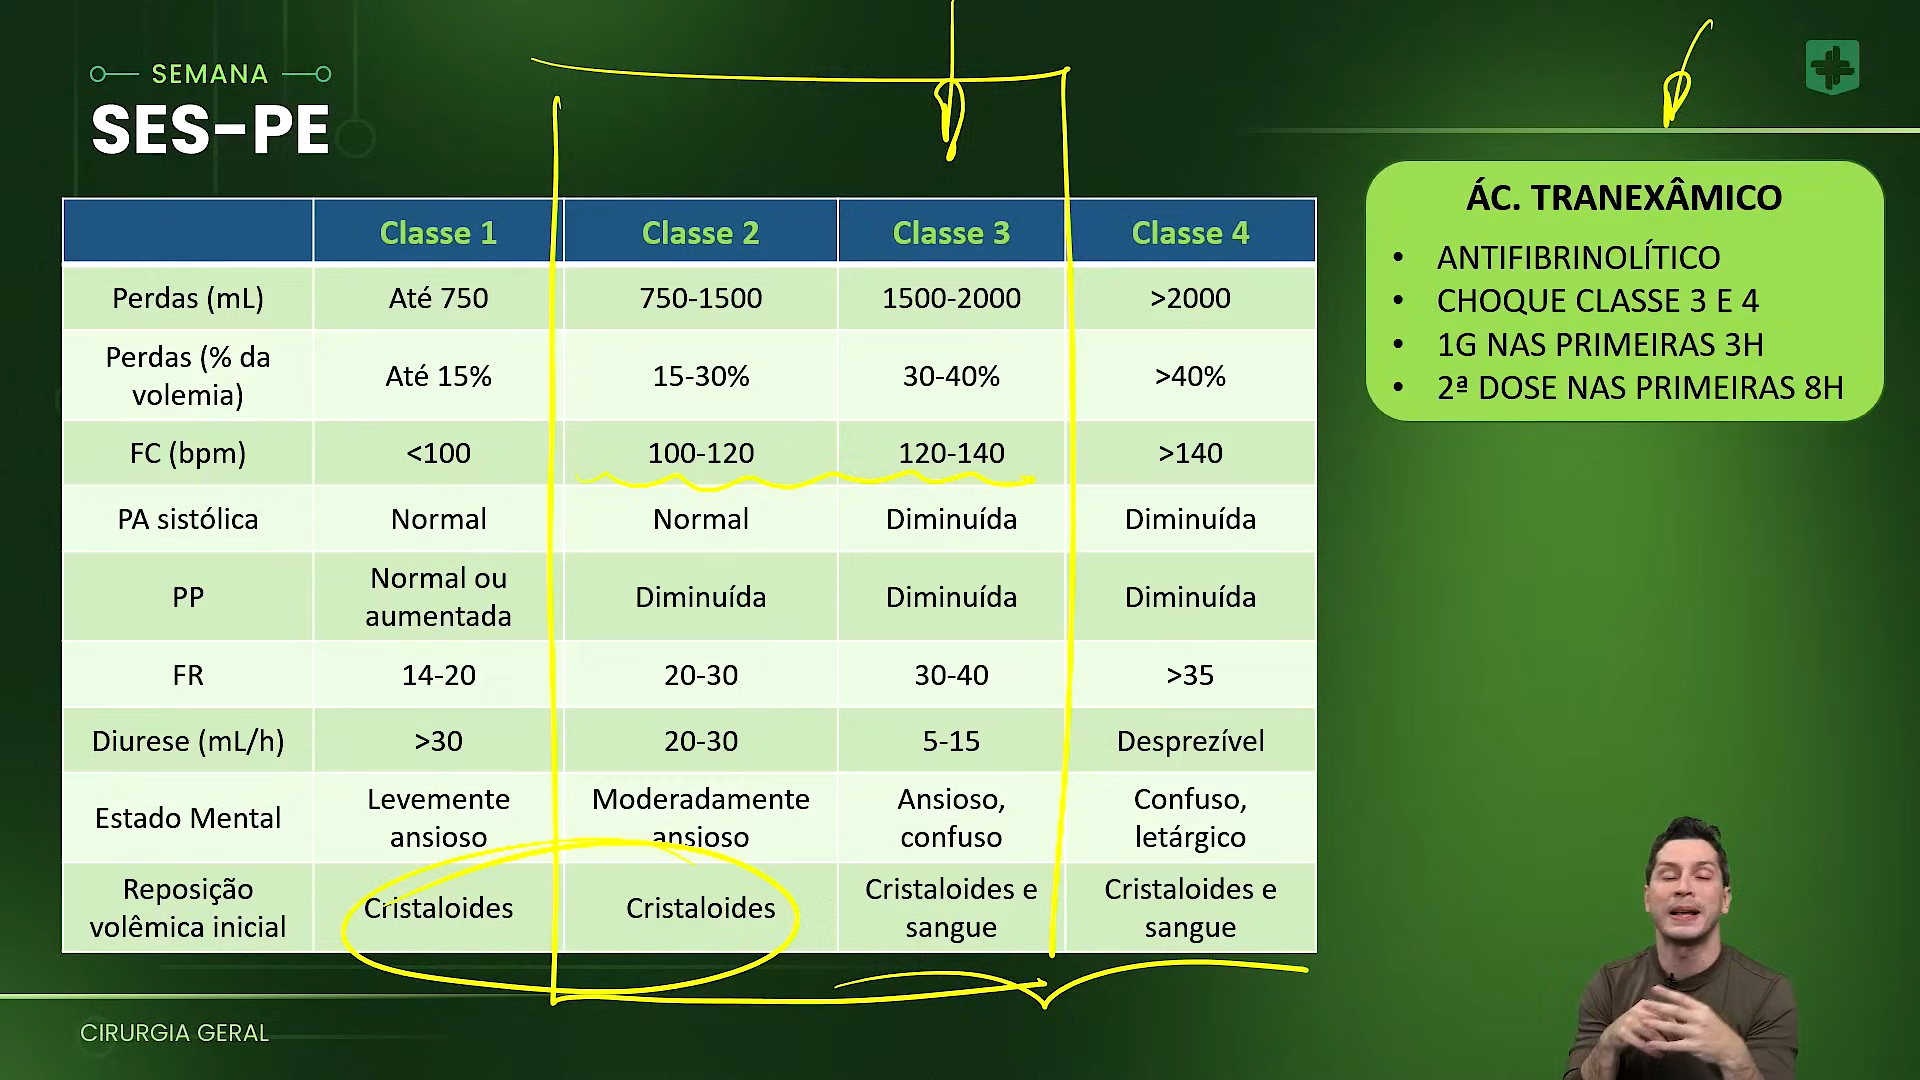 SEMANA
SES-PE
Classe 1 Classe 2 Classe 3 Classe 4
Perdas (mL) Até 750 750-1500 1500-2000 >2000
Perdas (% da volemia) Até 15% 15-30% 30-40% >40%
FC (bpm) <100 100-120 120-140 >140
PA sistólica Normal Normal Diminuída Diminuída
PP Normal ou aumentada Diminuída Diminuída Diminuída
FR 14-20 20-30 30-40 >35
Diurese (mL/h) >30 20-30 5-15 Desprezível
Estado Mental Levemente ansioso Moderadamente ansioso Ansioso, confuso Confuso, letárgico
Reposição volêmica inicial Cristaloides Cristaloides Cristaloides e sangue Cristaloides e sangue
ÁC. TRANEXÂMICO
• ANTIFIBRINOLÍTICO
• CHOQUE CLASSE 3 E 4
• 1G NAS PRIMEIRAS 3H
• 2ª DOSE NAS PRIMEIRAS 8H
CIRURGIA GERAL